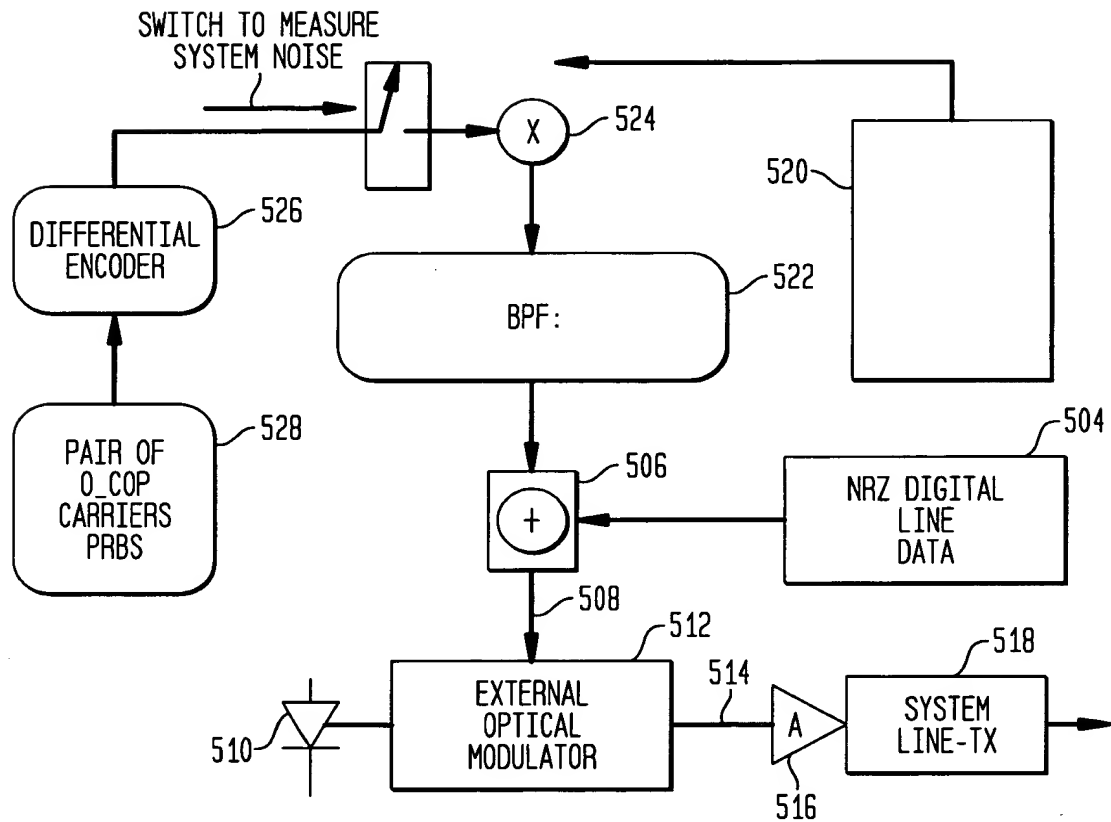 SWITCH TO MEASURE
SYSTEM NOISE
X
524
520
526
DIFFERENTIAL
ENCODER
522
BPF:
528
PAIR OF
O_COP
CARRIERS
PRBS
506
+
504
NRZ DIGITAL
LINE
DATA
508
512
EXTERNAL
OPTICAL
MODULATOR
510
514
A
516
518
SYSTEM
LINE-TX